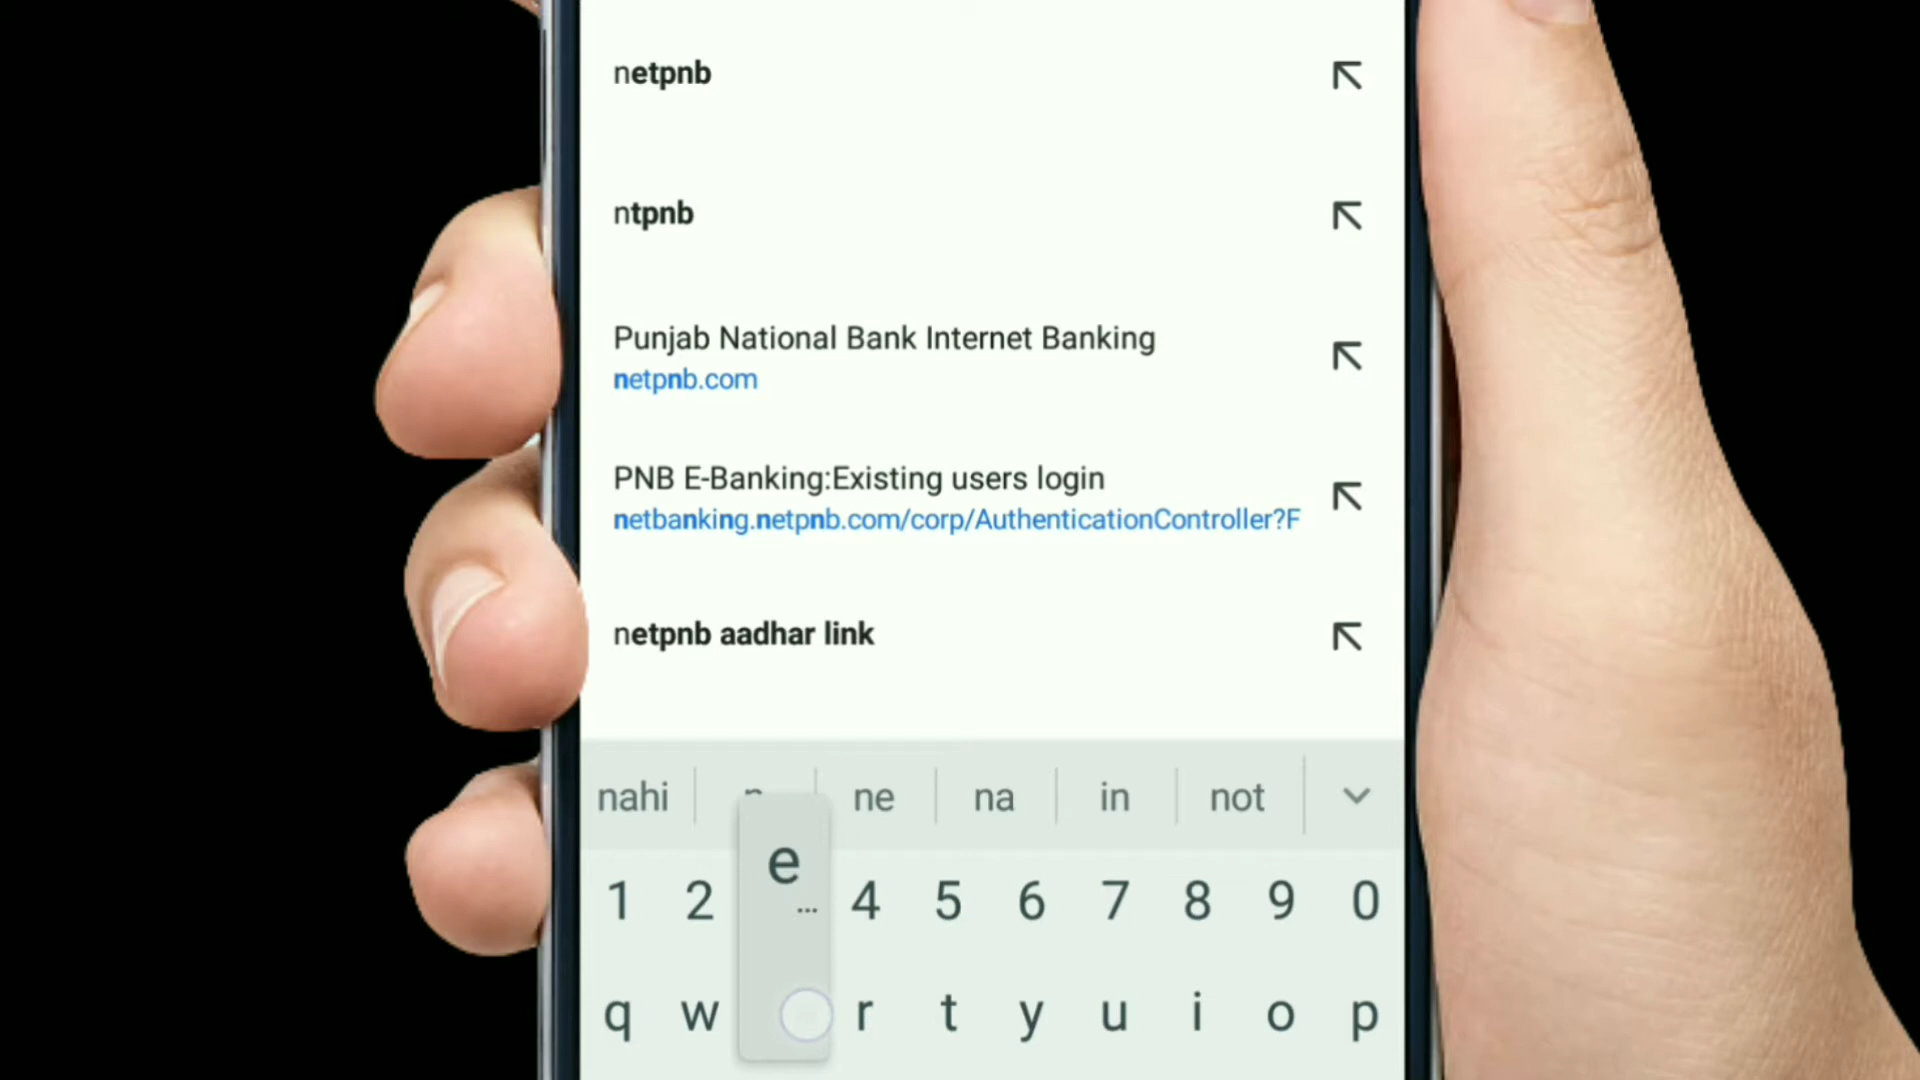 netpnb
ntpnb
Punjab National Bank Internet Banking
netpnb.com
PNB E-Banking:Existing users login
netbanking.netpnb.com/corp/AuthenticationController?F
netpnb aadhar link
nahi ne na in not
e
...
1 2 4 5 6 7 8 9 0
q w r t y u i o p